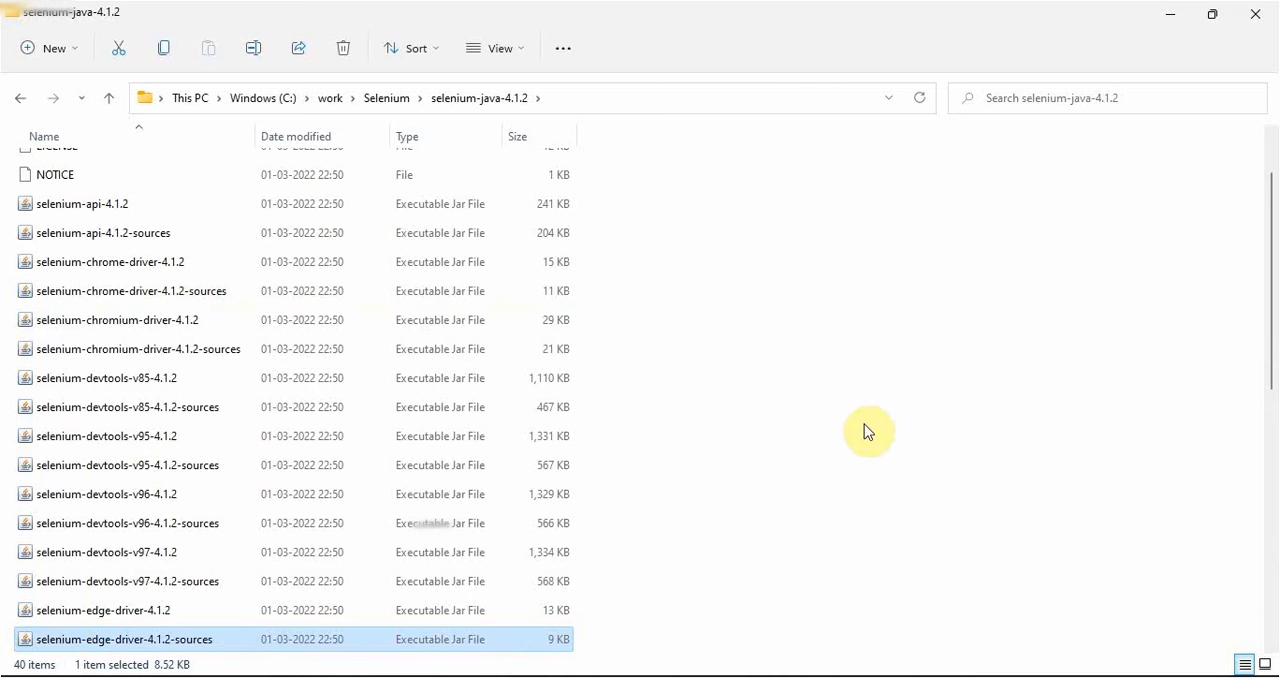 selenium-java-4.1.2
New Sort View
This PC Windows (C:) work Selenium selenium-java-4.1.2 Search selenium-java-4.1.2
Name Date modified Type Size
NOTICE 01-03-2022 22:50 File 1 KB
selenium-api-4.1.2 01-03-2022 22:50 Executable Jar File 241 KB
selenium-api-4.1.2-sources 01-03-2022 22:50 Executable Jar File 204 KB
selenium-chrome-driver-4.1.2 01-03-2022 22:50 Executable Jar File 15 KB
selenium-chrome-driver-4.1.2-sources 01-03-2022 22:50 Executable Jar File 11 KB
selenium-chromium-driver-4.1.2 01-03-2022 22:50 Executable Jar File 29 KB
selenium-chromium-driver-4.1.2-sources 01-03-2022 22:50 Executable Jar File 21 KB
selenium-devtools-v85-4.1.2 01-03-2022 22:50 Executable Jar File 1,110 KB
selenium-devtools-v85-4.1.2-sources 01-03-2022 22:50 Executable Jar File 467 KB
selenium-devtools-v95-4.1.2 01-03-2022 22:50 Executable Jar File 1,331 KB
selenium-devtools-v95-4.1.2-sources 01-03-2022 22:50 Executable Jar File 567 KB
selenium-devtools-v96-4.1.2 01-03-2022 22:50 Executable Jar File 1,329 KB
selenium-devtools-v96-4.1.2-sources 01-03-2022 22:50 Executable Jar File 566 KB
selenium-devtools-v97-4.1.2 01-03-2022 22:50 Executable Jar File 1,334 KB
selenium-devtools-v97-4.1.2-sources 01-03-2022 22:50 Executable Jar File 568 KB
selenium-edge-driver-4.1.2 01-03-2022 22:50 Executable Jar File 13 KB
selenium-edge-driver-4.1.2-sources 01-03-2022 22:50 Executable Jar File 9 KB
40 items 1 item selected 8.52 KB